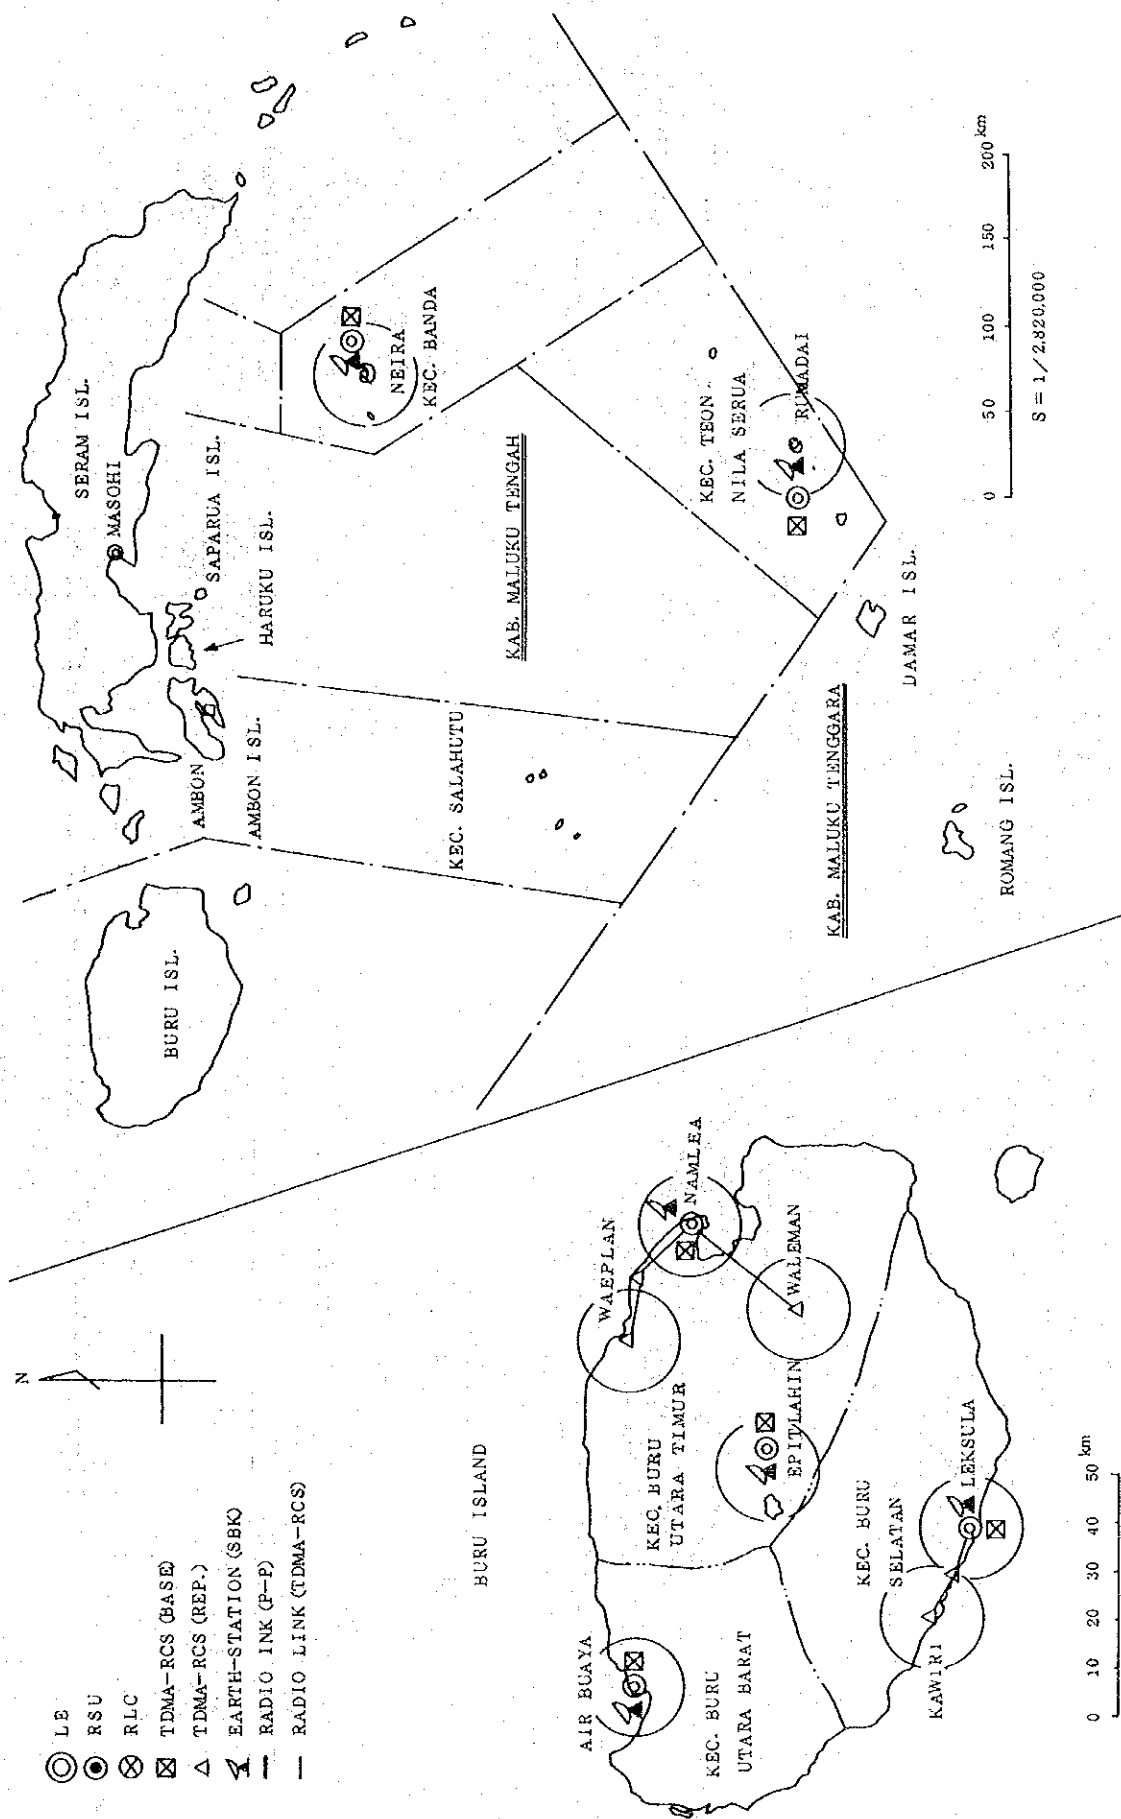 LE
RSU
RLC
TDMA-RCS (BASE)
TDMA-RCS (REP.)
EARTH-STATION (SBK)
RADIO INK (P-P)
RADIO LINK (TDMA-RCS)
N
BURU ISLAND
AIR BUAYA
KEC. BURU
UTARA BARAT
KEC. BURU
UTARA TIMUR
WAEPLAN
NAMLEA
WALEMAN
EPITLAHIN
KEC. BURU
SELATAN
LEKSULA
KAWIRI
0 10 20 30 40 50 km
BURU ISL.
SERAM ISL.
MASOHI
SAPARUA ISL.
HARUKU ISL.
AMBON
AMBON ISL.
NEIRA
KEC. BANDA
KAB. MALUKU TENGAH
KEC. SALAHUTU
KEC. TEON
NILA SERUA
RUMADAI
KAB. MALUKU TENGGARA
DAMAR ISL.
ROMANG ISL.
0 50 100 150 200 km
S = 1/2,820,000